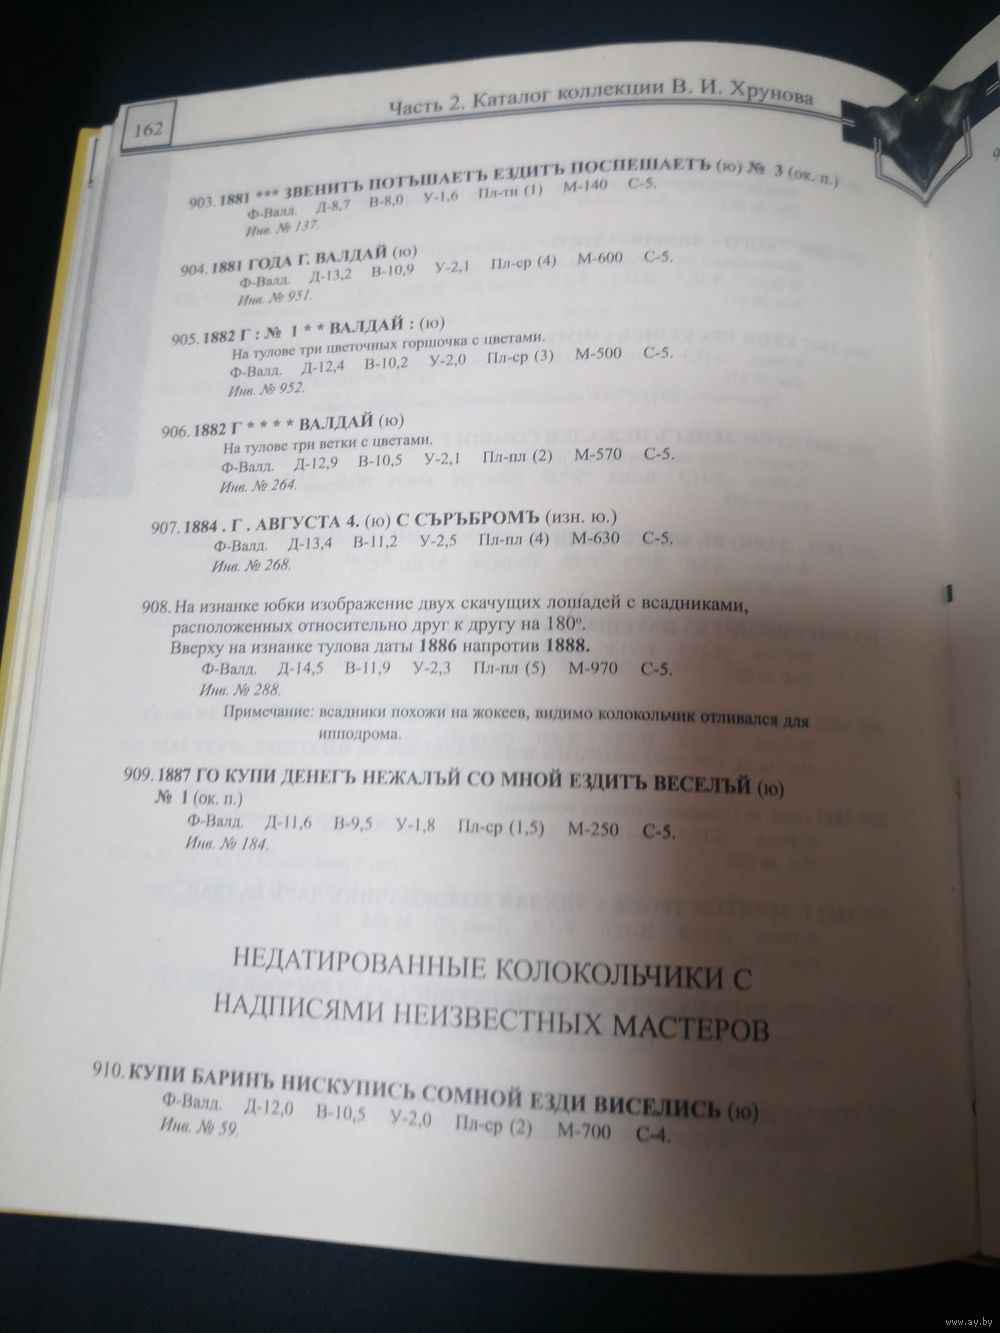 162
Часть 2. Каталог коллекции В. И. Хрунова
903. 1881 *** ЗВЕНИТЪ ПОТЪШАЕТЪ ЕЗДИТЪ ПОСПЕШАЕТЪ (ю) № 3 (ок. п.)
Ф-Валд. Д-8,7 В-8,0 У-1,6 Пл-тн (1) М-140 С-5.
Инв. № 137.
904. 1881 ГОДА Г. ВАЛДАЙ (ю)
Ф-Валд. Д-13,2 В-10,9 У-2,1 Пл-ср (4) М-600 С-5.
Инв. № 951.
905. 1882 Г : № 1 * * ВАЛДАЙ : (ю)
На тулове три цветочных горшочка с цветами.
Ф-Валд. Д-12,4 В-10,2 У-2,0 Пл-ср (3) М-500 С-5.
Инв. № 952.
906. 1882 Г * * * * ВАЛДАЙ (ю)
На тулове три ветки с цветами.
Ф-Валд. Д-12,9 В-10,5 У-2,1 Пл-пл (2) М-570 С-5.
Инв. № 264.
907. 1884 . Г . АВГУСТА 4. (ю) С СЪРЪБРОМЪ (изн. ю.)
Ф-Валд. Д-13,4 В-11,2 У-2,5 Пл-пл (4) М-630 С-5.
Инв. № 268.
908. На изнанке юбки изображение двух скачущих лошадей с всадниками,
расположенных относительно друг к другу на 180°.
Вверху на изнанке тулова даты 1886 напротив 1888.
Ф-Валд. Д-14,5 В-11,9 У-2,3 Пл-пл (5) М-970 С-5.
Инв. № 288.
Примечание: всадники похожи на жокеев, видимо колокольчик отливался для
ипподрома.
909. 1887 ГО КУПИ ДЕНЕГЪ НЕЖАЛЪЙ СО МНОЙ ЕЗДИТЪ ВЕСЕЛЪЙ (ю)
№ 1 (ок. п.)
Ф-Валд. Д-11,6 В-9,5 У-1,8 Пл-ср (1,5) М-250 С-5.
Инв. № 184.
НЕДАТИРОВАННЫЕ КОЛОКОЛЬЧИКИ С
НАДПИСЯМИ НЕИЗВЕСТНЫХ МАСТЕРОВ
910. КУПИ БАРИНЪ НИСКУПИСЬ СОМНОЙ ЕЗДИ ВИСЕЛИСЬ (ю)
Ф-Валд. Д-12,0 В-10,5 У-2,0 Пл-ср (2) М-700 С-4.
Инв. № 59.
www.ay.by